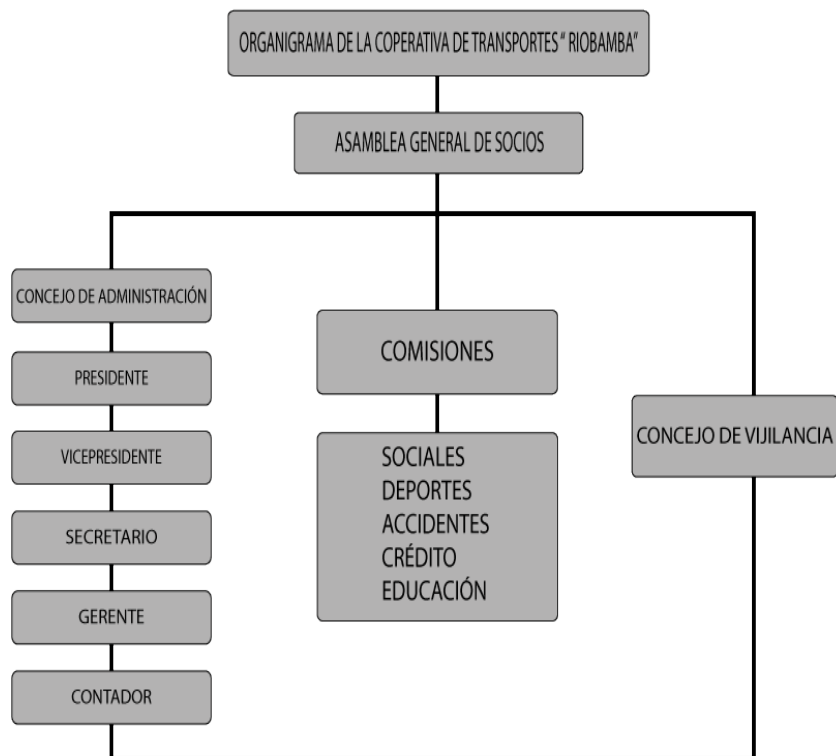 ORGANIGRAMA DE LA COPERATIVA DE TRANSPORTES “ RIOBAMBA”
ASAMBLEA GENERAL DE SOCIOS
CONCEJO DE ADMINISTRACIÓN
PRESIDENTE
VICEPRESIDENTE
SECRETARIO
GERENTE
CONTADOR
COMISIONES
SOCIALES
DEPORTES
ACCIDENTES
CRÉDITO
EDUCACIÓN
CONCEJO DE VIJILANCIA